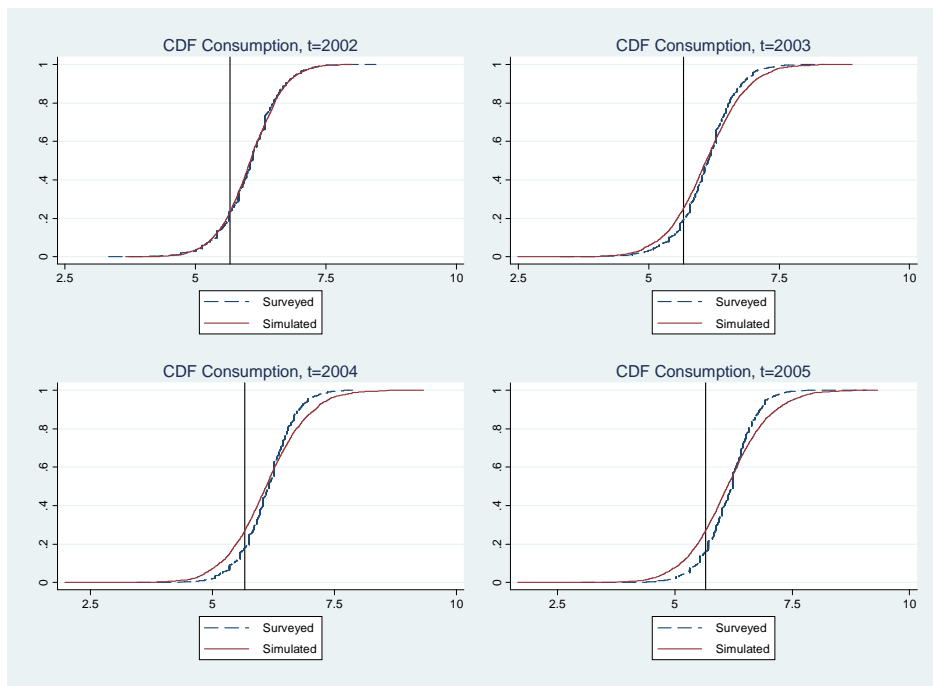 CDF Consumption, t=2002
1
.8
.6
.4
.2
0
2.5 5 7.5 10
Surveyed
Simulated
CDF Consumption, t=2003
1
.8
.6
.4
.2
0
2.5 5 7.5 10
Surveyed
Simulated
CDF Consumption, t=2004
1
.8
.6
.4
.2
0
2.5 5 7.5 10
Surveyed
Simulated
CDF Consumption, t=2005
1
.8
.6
.4
.2
0
2.5 5 7.5 10
Surveyed
Simulated